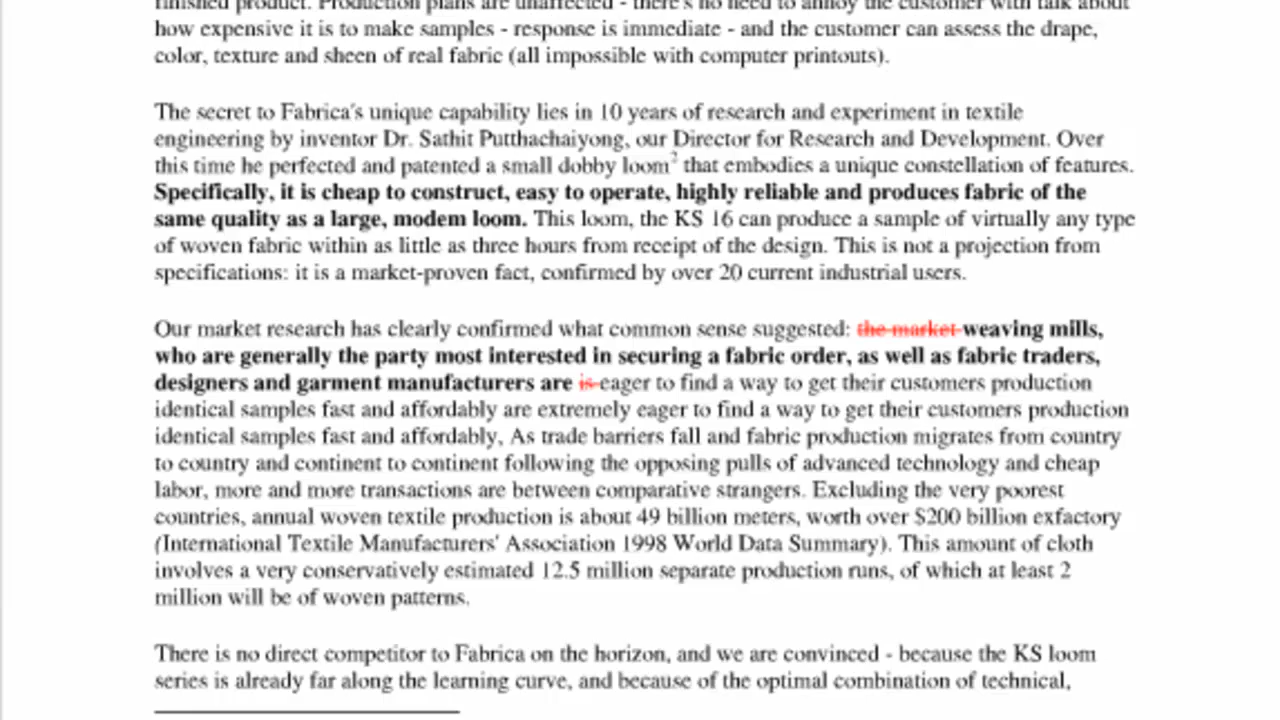 finished product. Production plans are unaffected - there's no need to annoy the customer with talk about
how expensive it is to make samples - response is immediate - and the customer can assess the drape,
color, texture and sheen of real fabric (all impossible with computer printouts).
The secret to Fabrica's unique capability lies in 10 years of research and experiment in textile
engineering by inventor Dr. Sathit Putthachaiyong, our Director for Research and Development. Over
this time he perfected and patented a small dobby loom2 that embodies a unique constellation of features.
Specifically, it is cheap to construct, easy to operate, highly reliable and produces fabric of the
same quality as a large, modem loom. This loom, the KS 16 can produce a sample of virtually any type
of woven fabric within as little as three hours from receipt of the design. This is not a projection from
specifications: it is a market-proven fact, confirmed by over 20 current industrial users.
Our market research has clearly confirmed what common sense suggested: the market weaving mills,
who are generally the party most interested in securing a fabric order, as well as fabric traders,
designers and garment manufacturers are is eager to find a way to get their customers production
identical samples fast and affordably are extremely eager to find a way to get their customers production
identical samples fast and affordably, As trade barriers fall and fabric production migrates from country
to country and continent to continent following the opposing pulls of advanced technology and cheap
labor, more and more transactions are between comparative strangers. Excluding the very poorest
countries, annual woven textile production is about 49 billion meters, worth over $200 billion exfactory
(International Textile Manufacturers' Association 1998 World Data Summary). This amount of cloth
involves a very conservatively estimated 12.5 million separate production runs, of which at least 2
million will be of woven patterns.
There is no direct competitor to Fabrica on the horizon, and we are convinced - because the KS loom
series is already far along the learning curve, and because of the optimal combination of technical,